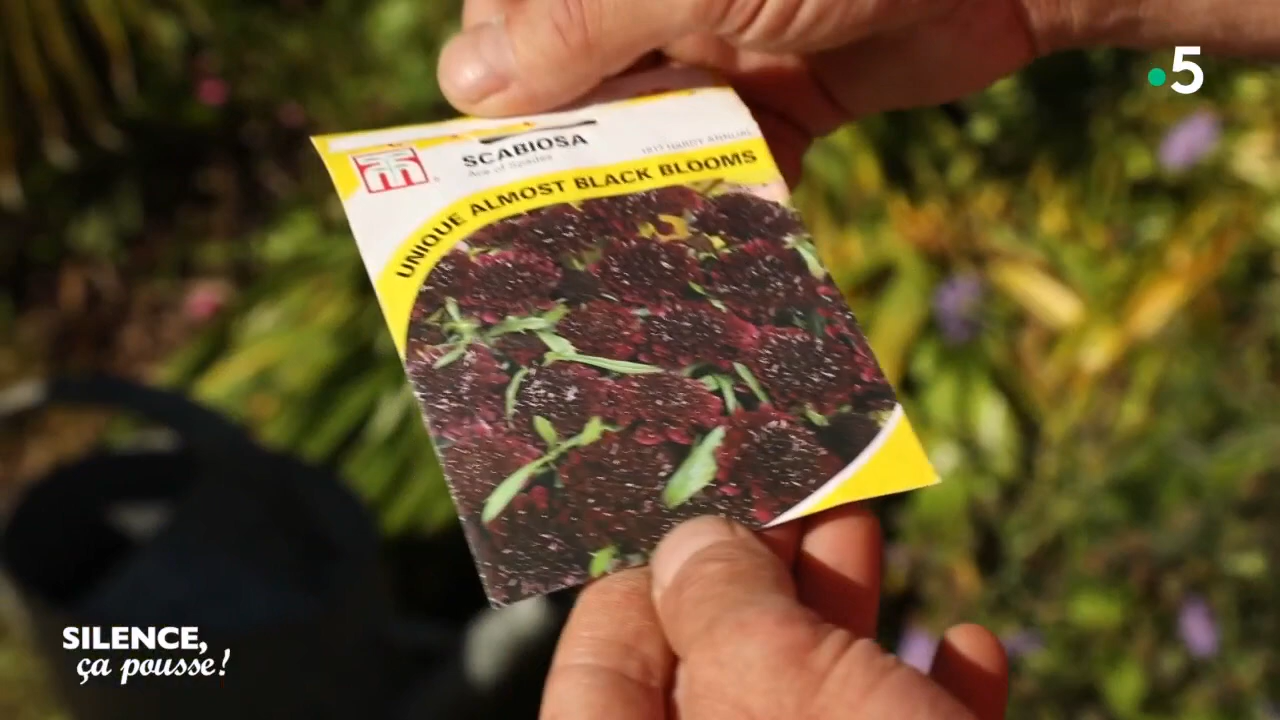 5
SCABIOSA
Ace of Spades
HARDY ANNUAL
UNIQUE ALMOST BLACK BLOOMS
SILENCE,
ça pousse!